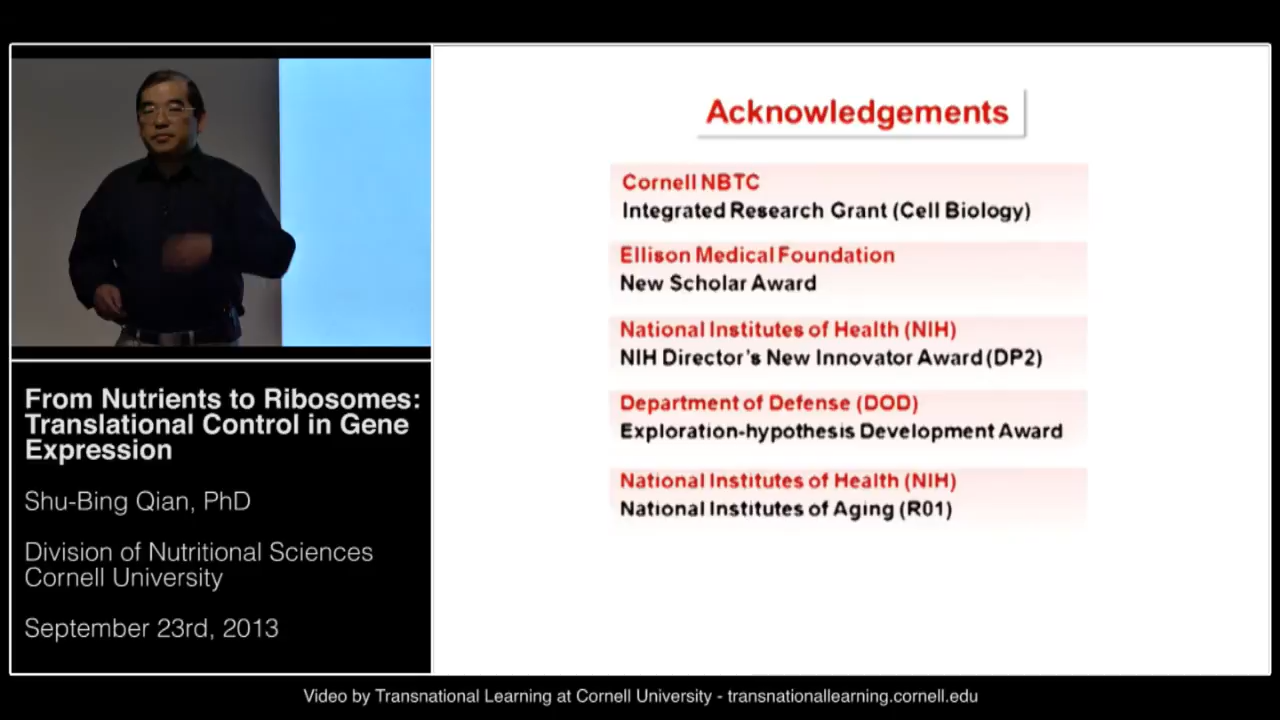 Acknowledgements
Cornell NBTC
Integrated Research Grant (Cell Biology)
Ellison Medical Foundation
New Scholar Award
National Institutes of Health (NIH)
NIH Director's New Innovator Award (DP2)
Department of Defense (DOD)
Exploration-hypothesis Development Award
National Institutes of Health (NIH)
National Institutes of Aging (R01)
From Nutrients to Ribosomes:
Translational Control in Gene
Expression
Shu-Bing Qian, PhD
Division of Nutritional Sciences
Cornell University
September 23rd, 2013
Video by Transnational Learning at Cornell University - transnationallearning.cornell.edu